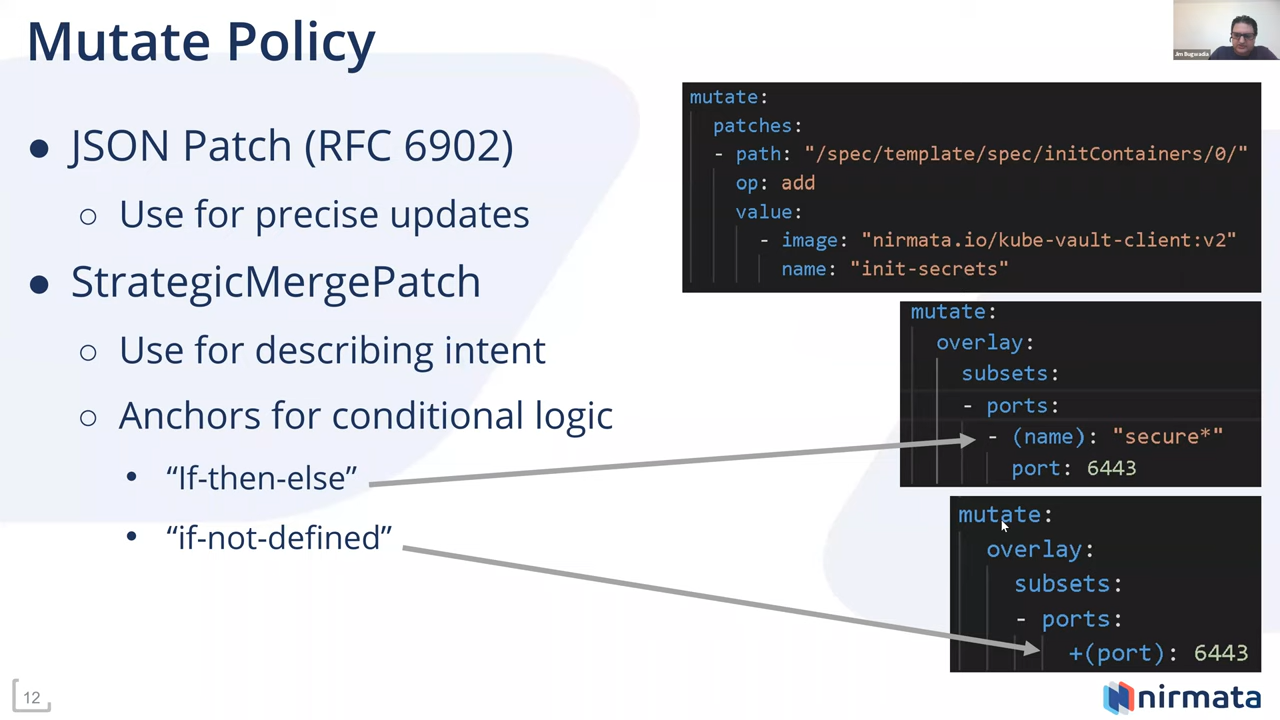 Mutate Policy
Jim Bugwadia
● JSON Patch (RFC 6902)
○ Use for precise updates
● StrategicMergePatch
○ Use for describing intent
○ Anchors for conditional logic
• “If-then-else”
• “if-not-defined”
mutate:
patches:
- path: "/spec/template/spec/initContainers/0/"
op: add
value:
- image: "nirmata.io/kube-vault-client:v2"
name: "init-secrets"
mutate:
overlay:
subsets:
- ports:
- (name): "secure*"
port: 6443
mutate:
overlay:
subsets:
- ports:
+(port): 6443
12
nirmata